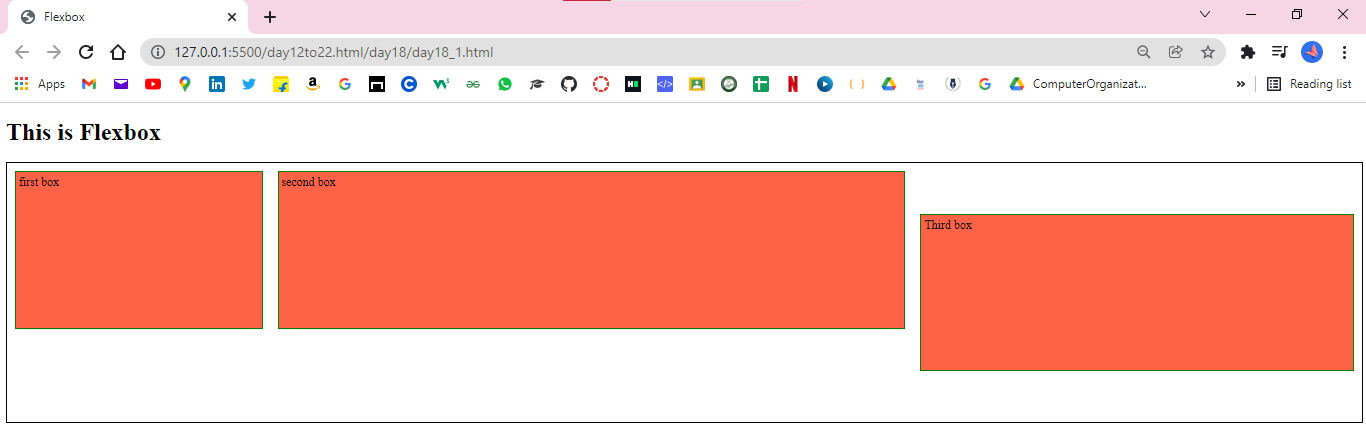 Flexbox
127.0.0.1:5500/day12to22.html/day18/day18_1.html
Apps
ComputerOrganizat...
Reading list
This is Flexbox
first box
second box
Third box